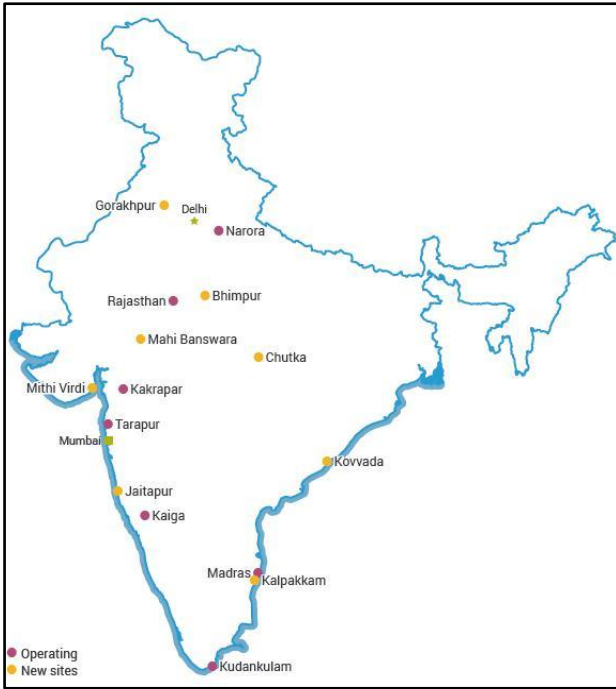 Gorakhpur
Delhi
Narora
Bhimpur
Rajasthan
Mahi Banswara
Chutka
Mithi Virdi
Kakrapar
Tarapur
Mumbai
Kovvada
Jaitapur
Kaiga
Madras
Kalpakkam
Operating
Kudankulam
New sites